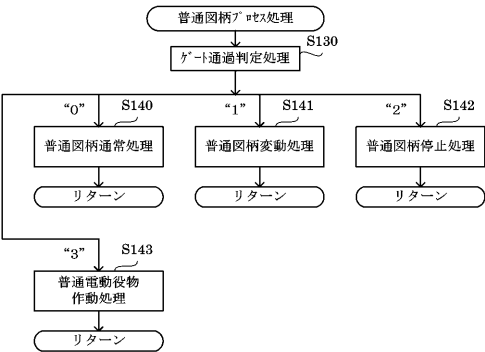 普通図柄ﾌﾟﾛｾｽ処理
S130
ｹﾞｰﾄ通過判定処理
“0”
S140
“1”
S141
“2”
S142
普通図柄通常処理
普通図柄変動処理
普通図柄停止処理
リターン
リターン
リターン
“3”
S143
普通電動役物
作動処理
リターン